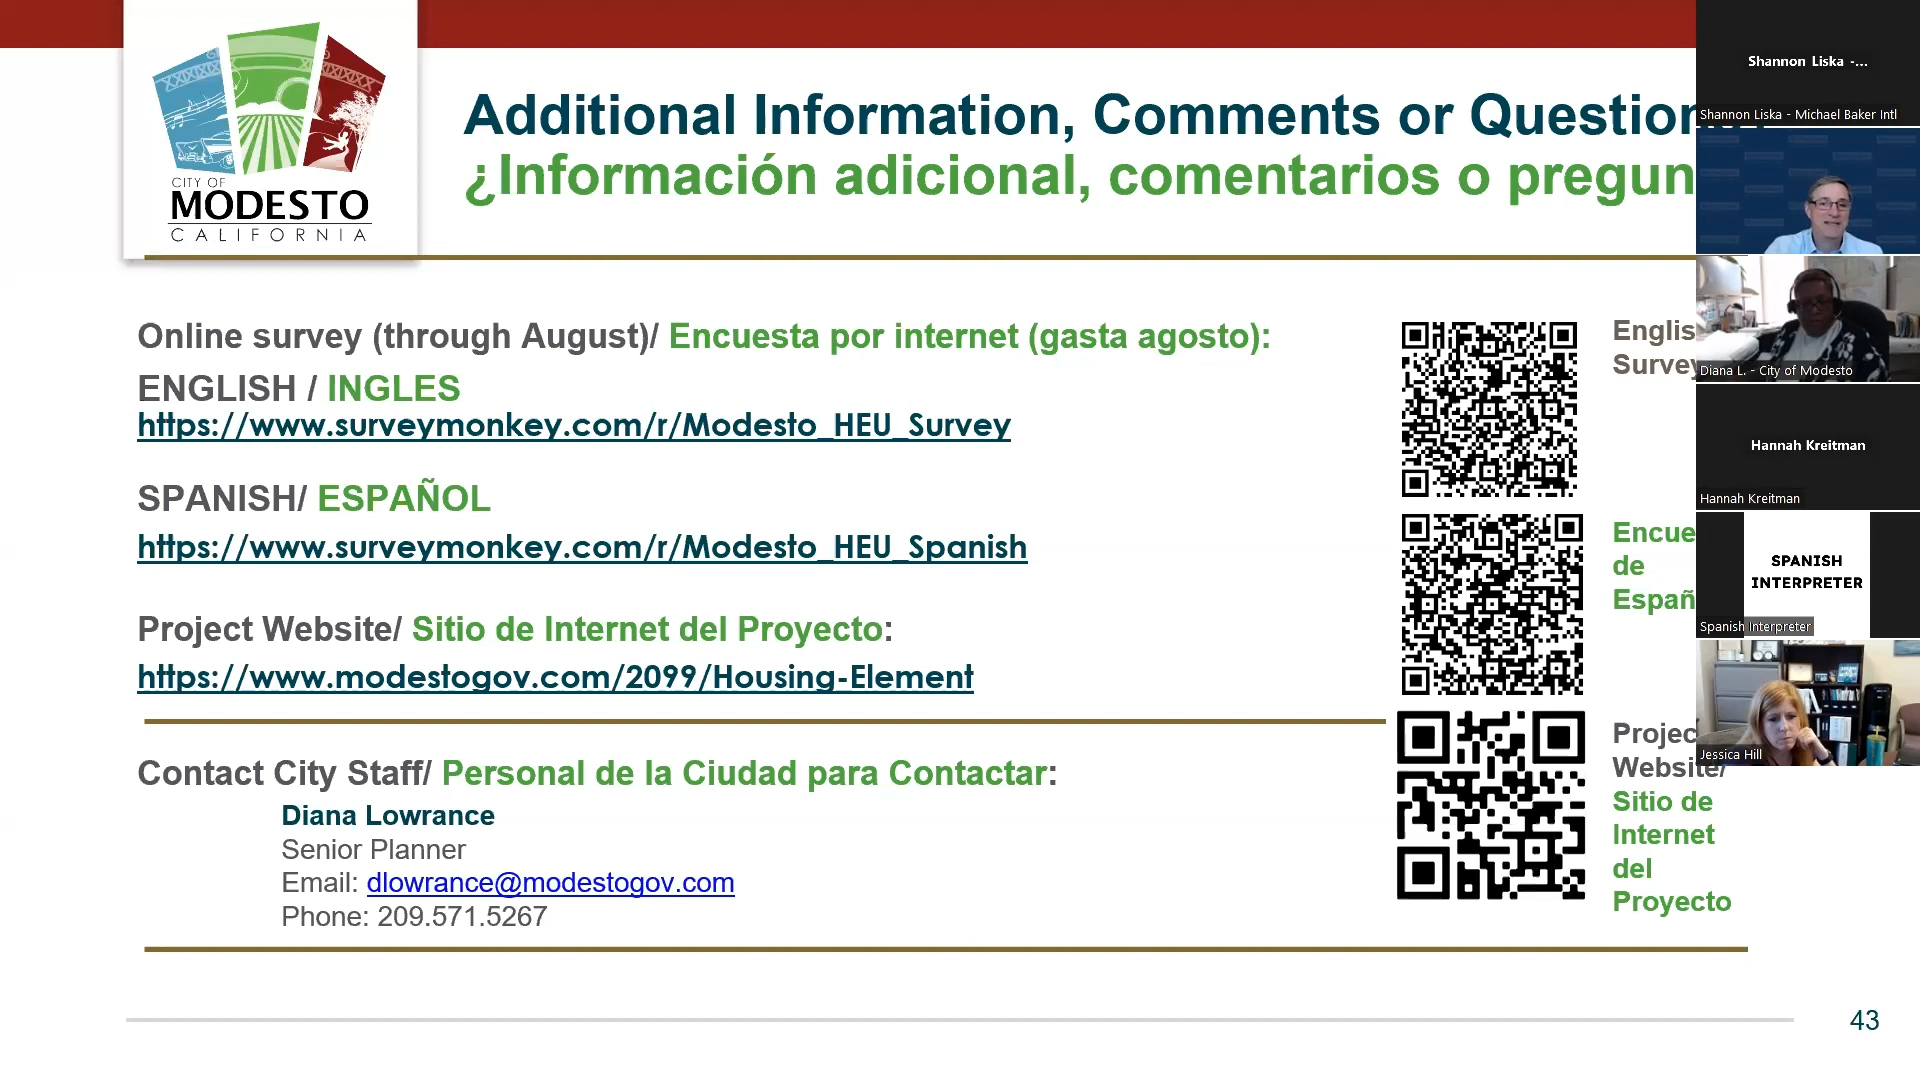 CITY OF
MODESTO
CALIFORNIA
Additional Information, Comments or Question
¿Información adicional, comentarios o pregun
Online survey (through August)/ Encuesta por internet (gasta agosto):
ENGLISH / INGLES
https://www.surveymonkey.com/r/Modesto_HEU_Survey
SPANISH/ ESPAÑOL
https://www.surveymonkey.com/r/Modesto_HEU_Spanish
Project Website/ Sitio de Internet del Proyecto:
https://www.modestogov.com/2099/Housing-Element
Contact City Staff/ Personal de la Ciudad para Contactar:
Diana Lowrance
Senior Planner
Email: dlowrance@modestogov.com
Phone: 209.571.5267
Englis
Survey
Encue
de
Españ
Projec
Website/
Sitio de
Internet
del
Proyecto
Shannon Liska -...
Shannon Liska - Michael Baker Intl
Diana L. - City of Modesto
Hannah Kreitman
Hannah Kreitman
SPANISH
INTERPRETER
Spanish Interpreter
Jessica Hill
43